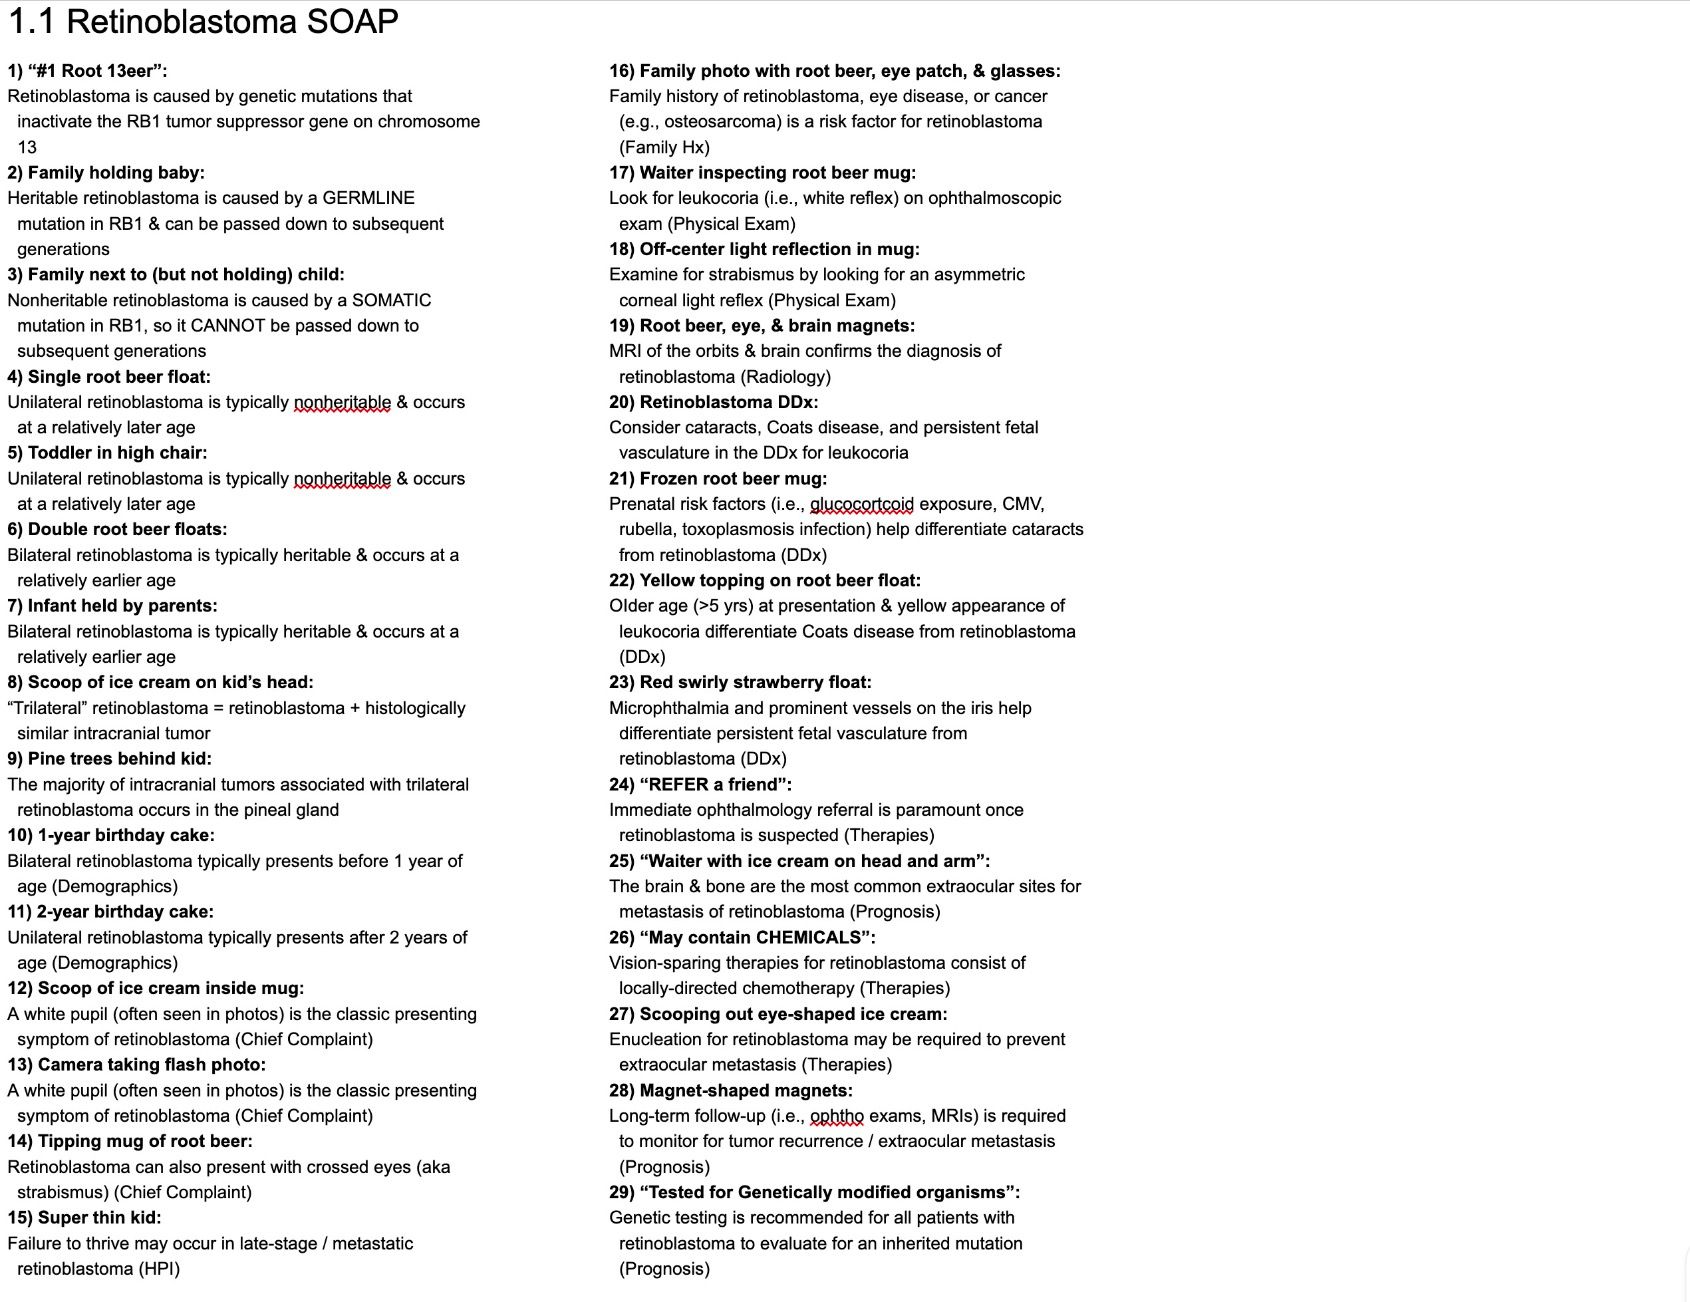 1.1 Retinoblastoma SOAP
1) “#1 Root 13eer”:
Retinoblastoma is caused by genetic mutations that
inactivate the RB1 tumor suppressor gene on chromosome
13
2) Family holding baby:
Heritable retinoblastoma is caused by a GERMLINE
mutation in RB1 & can be passed down to subsequent
generations
3) Family next to (but not holding) child:
Nonheritable retinoblastoma is caused by a SOMATIC
mutation in RB1, so it CANNOT be passed down to
subsequent generations
4) Single root beer float:
Unilateral retinoblastoma is typically nonheritable & occurs
at a relatively later age
5) Toddler in high chair:
Unilateral retinoblastoma is typically nonheritable & occurs
at a relatively later age
6) Double root beer floats:
Bilateral retinoblastoma is typically heritable & occurs at a
relatively earlier age
7) Infant held by parents:
Bilateral retinoblastoma is typically heritable & occurs at a
relatively earlier age
8) Scoop of ice cream on kid’s head:
“Trilateral” retinoblastoma = retinoblastoma + histologically
similar intracranial tumor
9) Pine trees behind kid:
The majority of intracranial tumors associated with trilateral
retinoblastoma occurs in the pineal gland
10) 1-year birthday cake:
Bilateral retinoblastoma typically presents before 1 year of
age (Demographics)
11) 2-year birthday cake:
Unilateral retinoblastoma typically presents after 2 years of
age (Demographics)
12) Scoop of ice cream inside mug:
A white pupil (often seen in photos) is the classic presenting
symptom of retinoblastoma (Chief Complaint)
13) Camera taking flash photo:
A white pupil (often seen in photos) is the classic presenting
symptom of retinoblastoma (Chief Complaint)
14) Tipping mug of root beer:
Retinoblastoma can also present with crossed eyes (aka
strabismus) (Chief Complaint)
15) Super thin kid:
Failure to thrive may occur in late-stage / metastatic
retinoblastoma (HPI)
16) Family photo with root beer, eye patch, & glasses:
Family history of retinoblastoma, eye disease, or cancer
(e.g., osteosarcoma) is a risk factor for retinoblastoma
(Family Hx)
17) Waiter inspecting root beer mug:
Look for leukocoria (i.e., white reflex) on ophthalmoscopic
exam (Physical Exam)
18) Off-center light reflection in mug:
Examine for strabismus by looking for an asymmetric
corneal light reflex (Physical Exam)
19) Root beer, eye, & brain magnets:
MRI of the orbits & brain confirms the diagnosis of
retinoblastoma (Radiology)
20) Retinoblastoma DDx:
Consider cataracts, Coats disease, and persistent fetal
vasculature in the DDx for leukocoria
21) Frozen root beer mug:
Prenatal risk factors (i.e., glucocortcoid exposure, CMV,
rubella, toxoplasmosis infection) help differentiate cataracts
from retinoblastoma (DDx)
22) Yellow topping on root beer float:
Older age (>5 yrs) at presentation & yellow appearance of
leukocoria differentiate Coats disease from retinoblastoma
(DDx)
23) Red swirly strawberry float:
Microphthalmia and prominent vessels on the iris help
differentiate persistent fetal vasculature from
retinoblastoma (DDx)
24) “REFER a friend”:
Immediate ophthalmology referral is paramount once
retinoblastoma is suspected (Therapies)
25) “Waiter with ice cream on head and arm”:
The brain & bone are the most common extraocular sites for
metastasis of retinoblastoma (Prognosis)
26) “May contain CHEMICALS”:
Vision-sparing therapies for retinoblastoma consist of
locally-directed chemotherapy (Therapies)
27) Scooping out eye-shaped ice cream:
Enucleation for retinoblastoma may be required to prevent
extraocular metastasis (Therapies)
28) Magnet-shaped magnets:
Long-term follow-up (i.e., ophtho exams, MRIs) is required
to monitor for tumor recurrence / extraocular metastasis
(Prognosis)
29) “Tested for Genetically modified organisms”:
Genetic testing is recommended for all patients with
retinoblastoma to evaluate for an inherited mutation
(Prognosis)